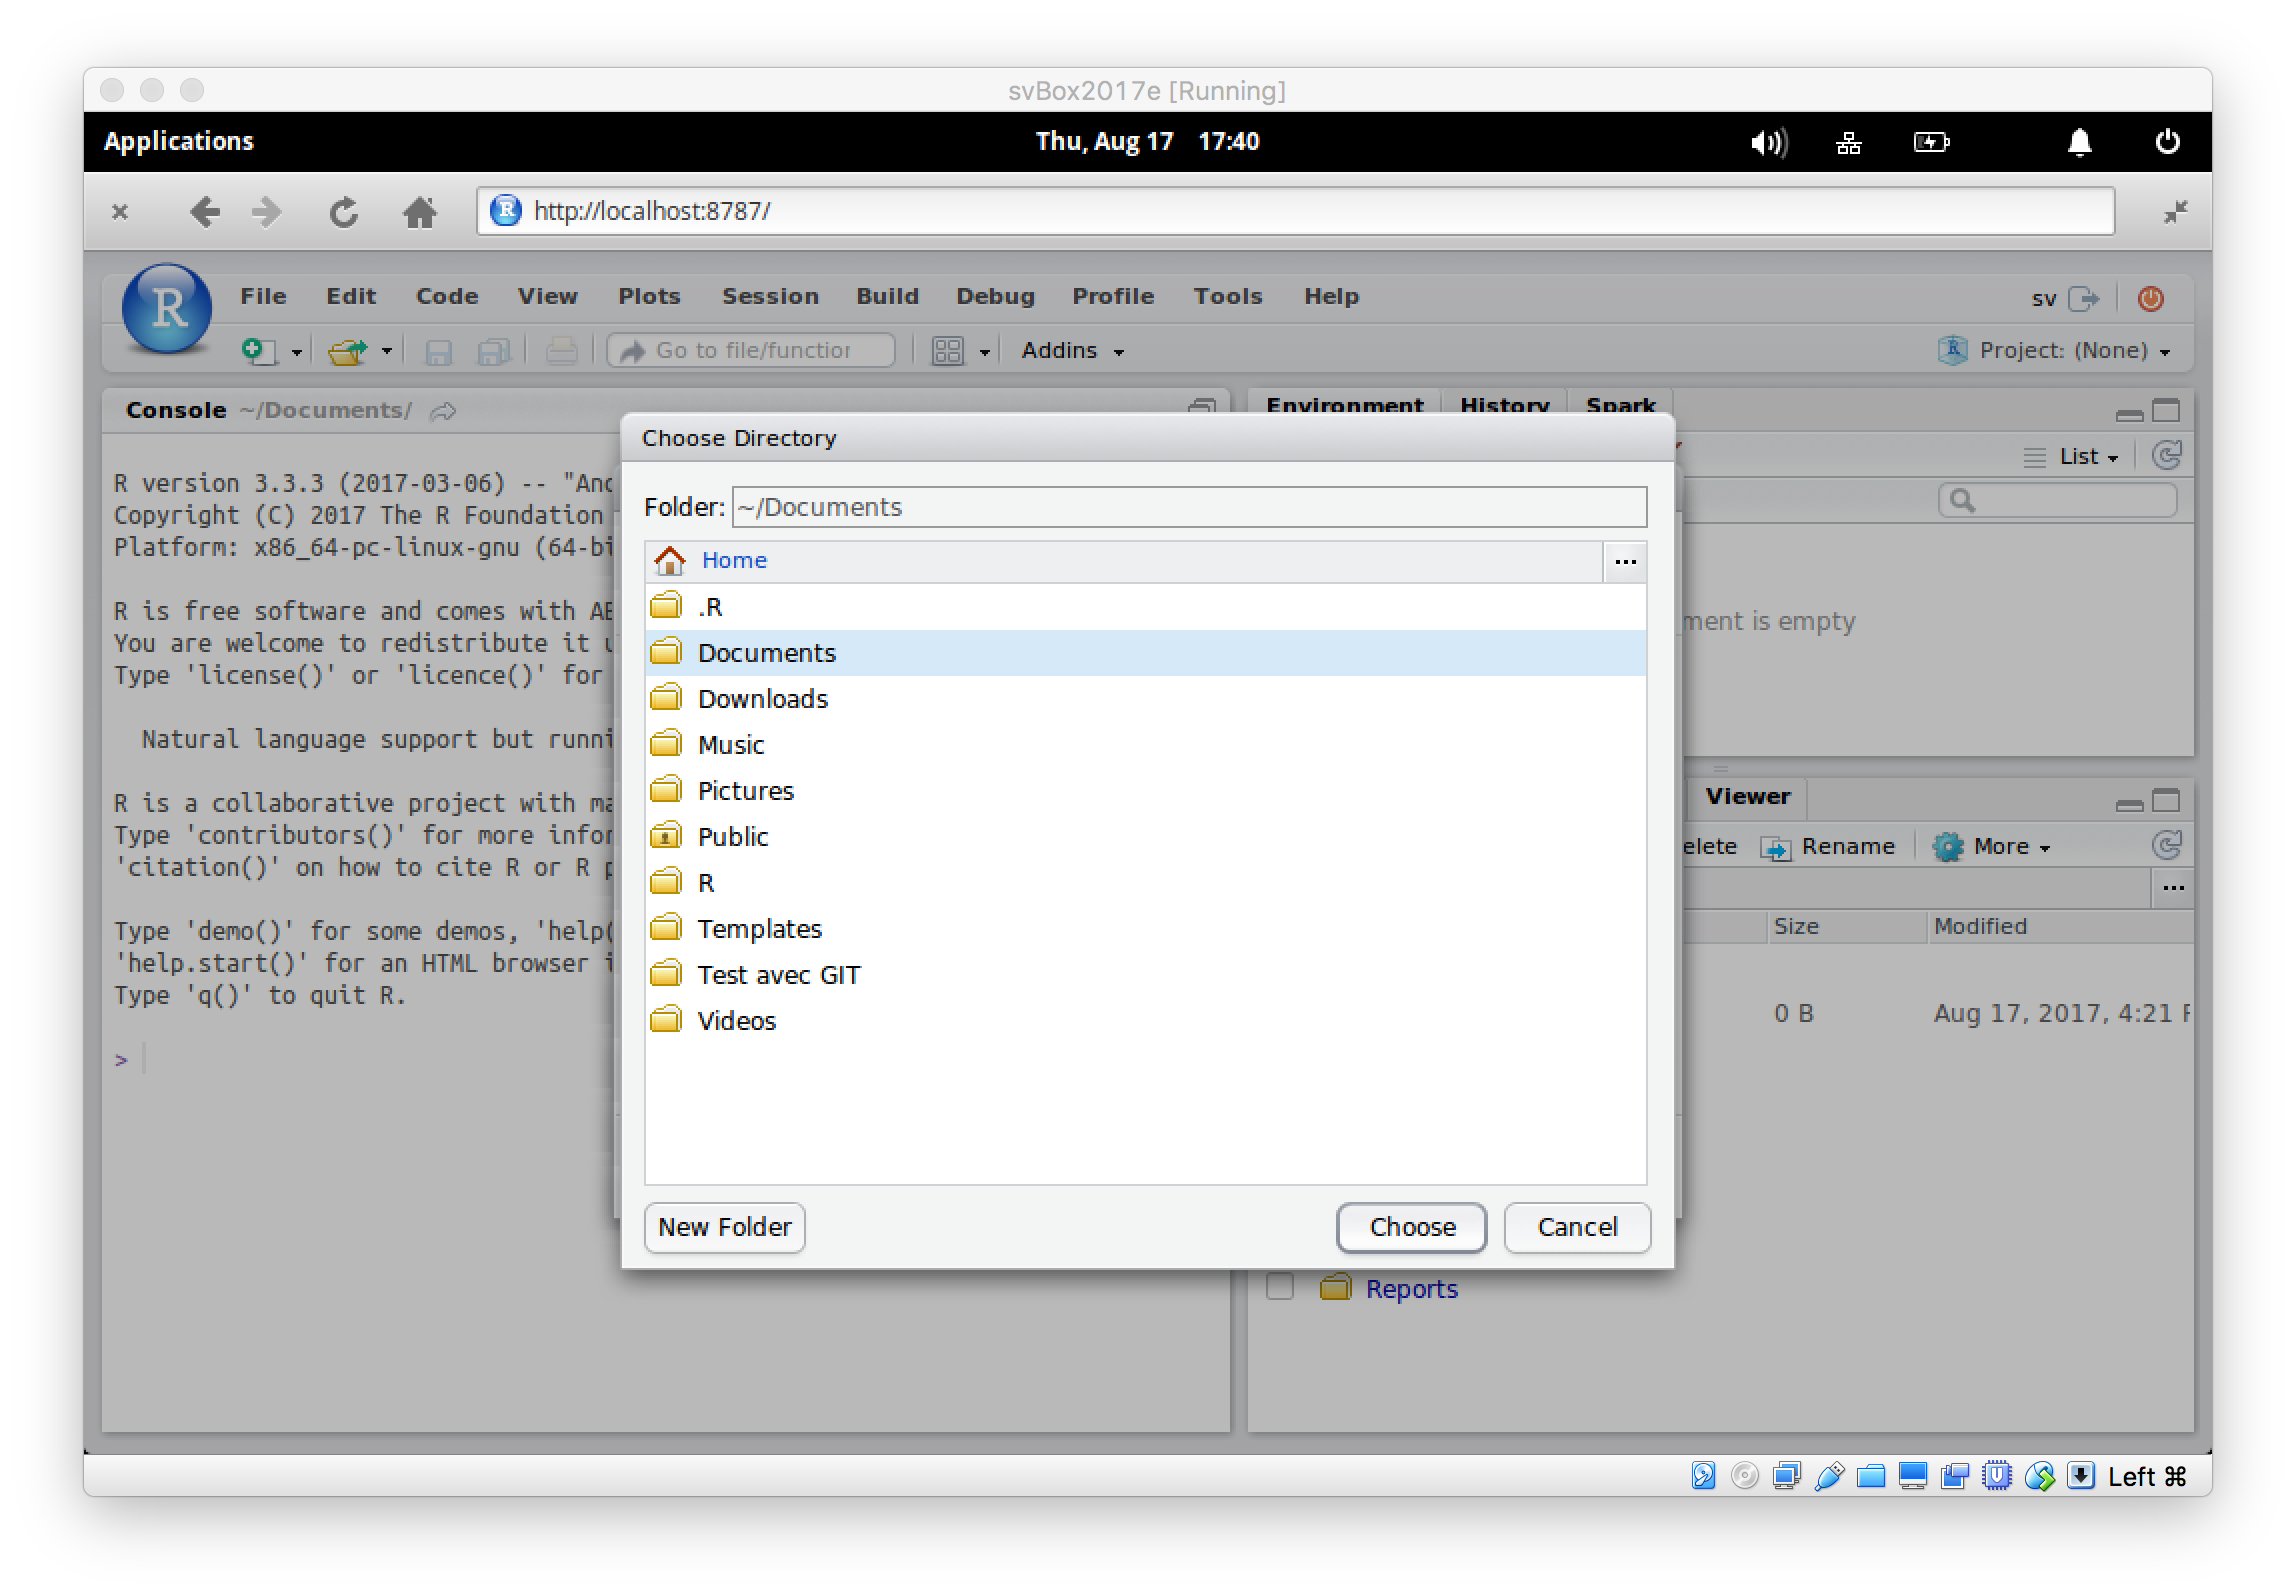 svBox2017e [Running]
Applications
Thu, Aug 17 17:40
http://localhost:8787/
File Edit Code View Plots Session Build Debug Profile Tools Help
sv
Go to file/function
Addins
Project: (None)
Console ~/Documents/
Environment History Spark
List
R version 3.3.3 (2017-03-06) -- "And
Copyright (C) 2017 The R Foundation
Platform: x86_64-pc-linux-gnu (64-bi
R is free software and comes with AB
You are welcome to redistribute it u
Type 'license()' or 'licence()' for
Natural language support but runni
R is a collaborative project with ma
Type 'contributors()' for more infor
'citation()' on how to cite R or R p
Type 'demo()' for some demos, 'help(
'help.start()' for an HTML browser i
Type 'q()' to quit R.
>
Choose Directory
Folder: ~/Documents
Home
...
.R
Documents
Downloads
Music
Pictures
Public
R
Templates
Test avec GIT
Videos
New Folder
Choose
Cancel
ment is empty
Viewer
elete Rename More
...
Size Modified
0 B Aug 17, 2017, 4:21 P
Reports
Left ⌘